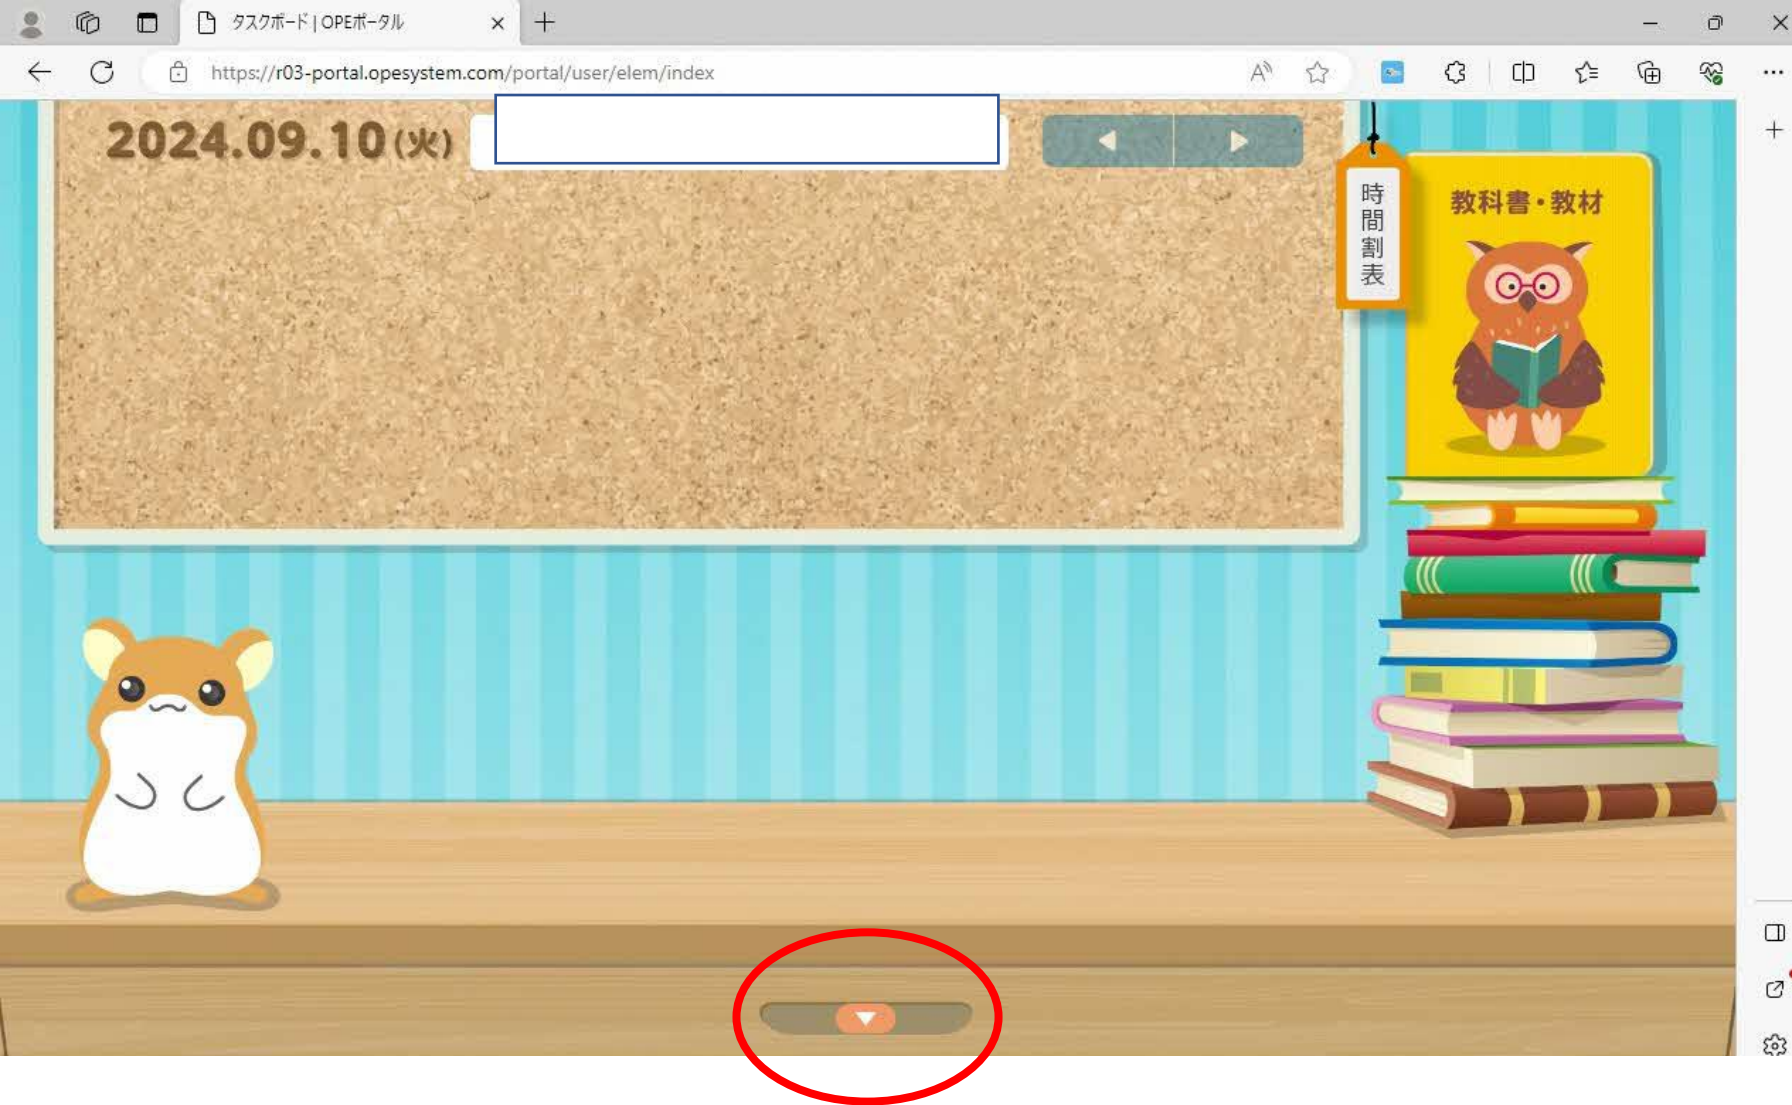 タスクボード | OPEポータル
https://r03-portal.opesystem.com/portal/user/elem/index
2024.09.10(火)
時間割表
教科書・教材